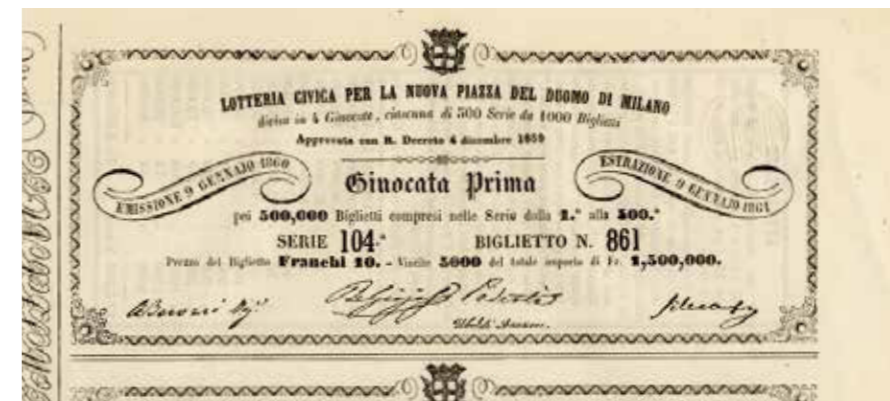 LOTTERIA CIVICA PER LA NUOVA PIAZZA DEL DUOMO DI MILANO
divisa in 4 Giuocate, ciascuna di 500 Serie da 1000 Biglietti
Approvata con R. Decreto 4 dicembre 1859
EMISSIONE 9 GENNAJO 1860
Giuocata Prima
ESTRAZIONE 9 GENNAJO 1861
pei 500,000 Biglietti compresi nelle Serie dalla 1.ª alla 500.ª
SERIE 104.ª BIGLIETTO N. 861
Prezzo del Biglietto Franchi 10. - Vincite 5000 del totale importo di Fr. 1,500,000.